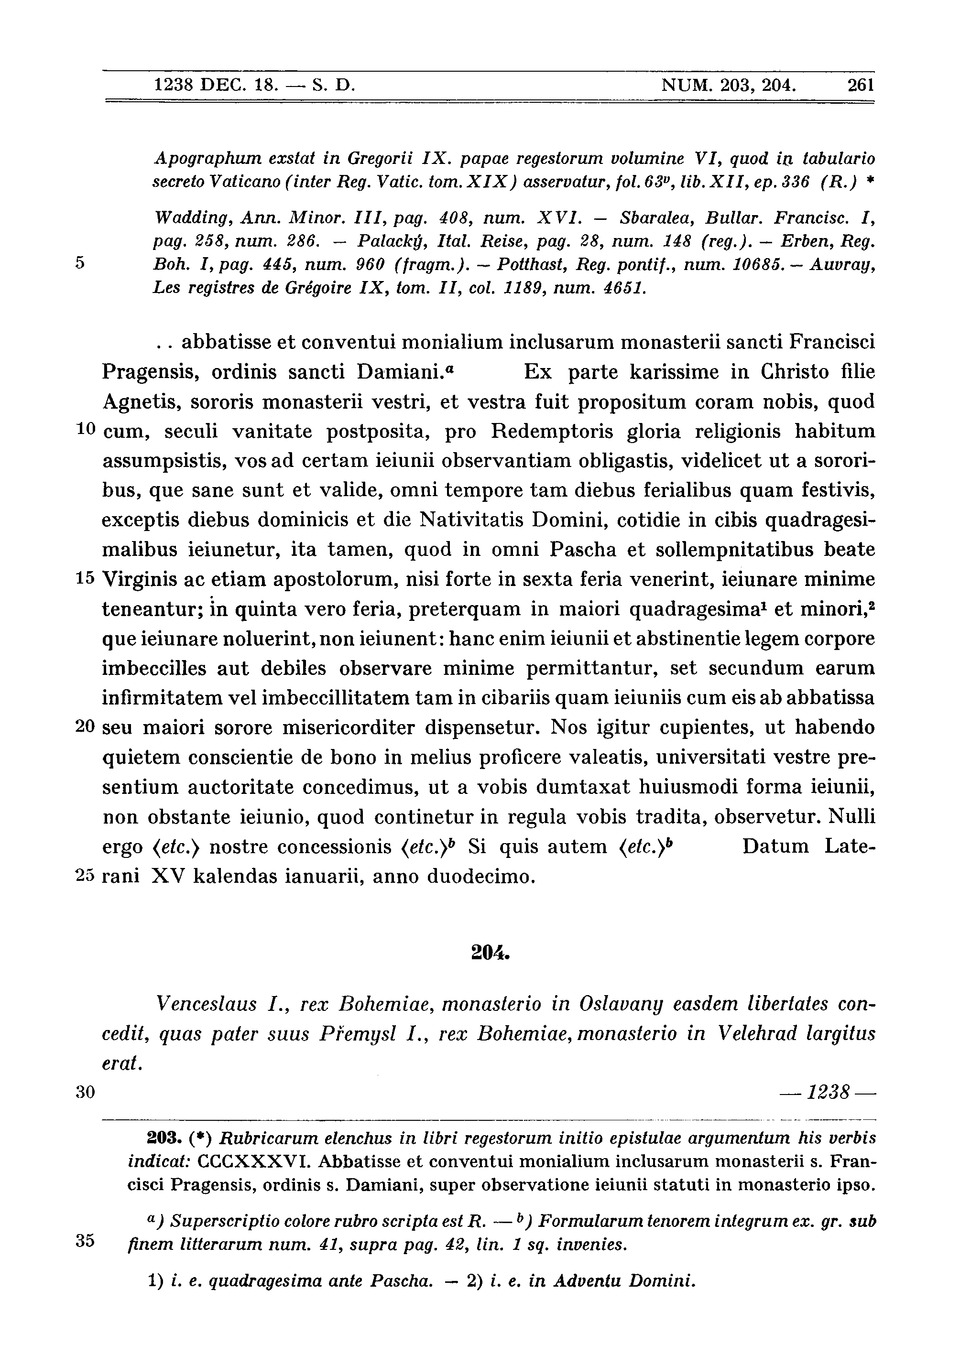 1238 DEC. 18. — S. D. NUM. 203, 204. 261
Apographum exstat in Gregorii IX. papae regestorum volumine VI, quod in tabulario
secreto Vaticano (inter Reg. Vatic. tom. XIX) asservatur, fol. 63ᵛ, lib. XII, ep. 336 (R.) *
Wadding, Ann. Minor. III, pag. 408, num. XVI. — Sbaralea, Bullar. Francisc. I,
pag. 258, num. 286. — Palacký, Ital. Reise, pag. 28, num. 148 (reg.). — Erben, Reg.
5 Boh. I, pag. 445, num. 960 (fragm.). — Potthast, Reg. pontif., num. 10685. — Auvray,
Les registres de Grégoire IX, tom. II, col. 1189, num. 4651.
. . abbatisse et conventui monialium inclusarum monasterii sancti Francisci
Pragensis, ordinis sancti Damiani.ᵃ Ex parte karissime in Christo filie
Agnetis, sororis monasterii vestri, et vestra fuit propositum coram nobis, quod
10 cum, seculi vanitate postposita, pro Redemptoris gloria religionis habitum
assumpsistis, vos ad certam ieiunii observantiam obligastis, videlicet ut a sorori-
bus, que sane sunt et valide, omni tempore tam diebus ferialibus quam festivis,
exceptis diebus dominicis et die Nativitatis Domini, cotidie in cibis quadragesi-
malibus ieiunetur, ita tamen, quod in omni Pascha et sollempnitatibus beate
15 Virginis ac etiam apostolorum, nisi forte in sexta feria venerint, ieiunare minime
teneantur; in quinta vero feria, preterquam in maiori quadragesima¹ et minori,²
que ieiunare noluerint, non ieiunent: hanc enim ieiunii et abstinentie legem corpore
imbeccilles aut debiles observare minime permittantur, set secundum earum
infirmitatem vel imbeccillitatem tam in cibariis quam ieiuniis cum eis ab abbatissa
20 seu maiori sorore misericorditer dispensetur. Nos igitur cupientes, ut habendo
quietem conscientie de bono in melius proficere valeatis, universitati vestre pre-
sentium auctoritate concedimus, ut a vobis dumtaxat huiusmodi forma ieiunii,
non obstante ieiunio, quod continetur in regula vobis tradita, observetur. Nulli
ergo ⟨etc.⟩ nostre concessionis ⟨etc.⟩ᵇ Si quis autem ⟨etc.⟩ᵇ Datum Late-
25 rani XV kalendas ianuarii, anno duodecimo.
204.
Venceslaus I., rex Bohemiae, monasterio in Oslavany easdem libertates con-
cedit, quas pater suus Přemysl I., rex Bohemiae, monasterio in Velehrad largitus
erat.
30 — 1238 —
203. (*) Rubricarum elenchus in libri regestorum initio epistulae argumentum his verbis
indicat: CCCXXXVI. Abbatisse et conventui monialium inclusarum monasterii s. Fran-
cisci Pragensis, ordinis s. Damiani, super observatione ieiunii statuti in monasterio ipso.
ᵃ) Superscriptio colore rubro scripta est R. — ᵇ) Formularum tenorem integrum ex. gr. sub
35 finem litterarum num. 41, supra pag. 42, lin. 1 sq. invenies.
1) i. e. quadragesima ante Pascha. — 2) i. e. in Adventu Domini.